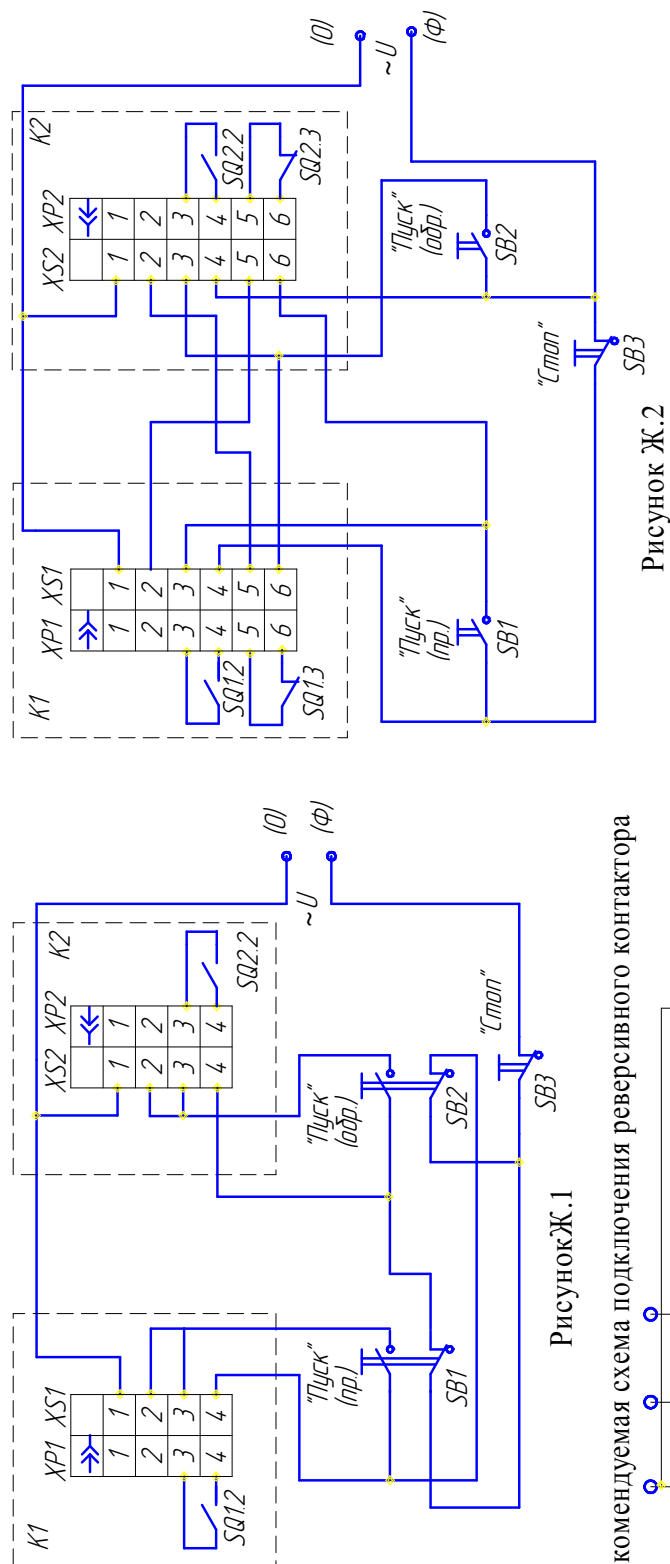 K1
XP1 XS1
1 1
2 2
3 3
4 4
SQ1.2
XS2 XP2
K2
1 1
2 2
3 3
4 4
SQ2.2
(0)
~U
(Ф)
"Пуск"
(пр.)
SB1
"Пуск"
(обр.)
SB2
"Стоп"
SB3
РисунокЖ.1
K1
XP1 XS1
1 1
2 2
3 3
4 4
5 5
6 6
SQ1.2
SQ1.3
XS2 XP2
K2
1 1
2 2
3 3
4 4
5 5
6 6
SQ2.2
SQ2.3
(0)
~U
(Ф)
"Пуск"
(пр.)
SB1
"Пуск"
(обр.)
SB2
"Стоп"
SB3
Рисунок Ж.2
комендуемая схема подключения реверсивного контактора